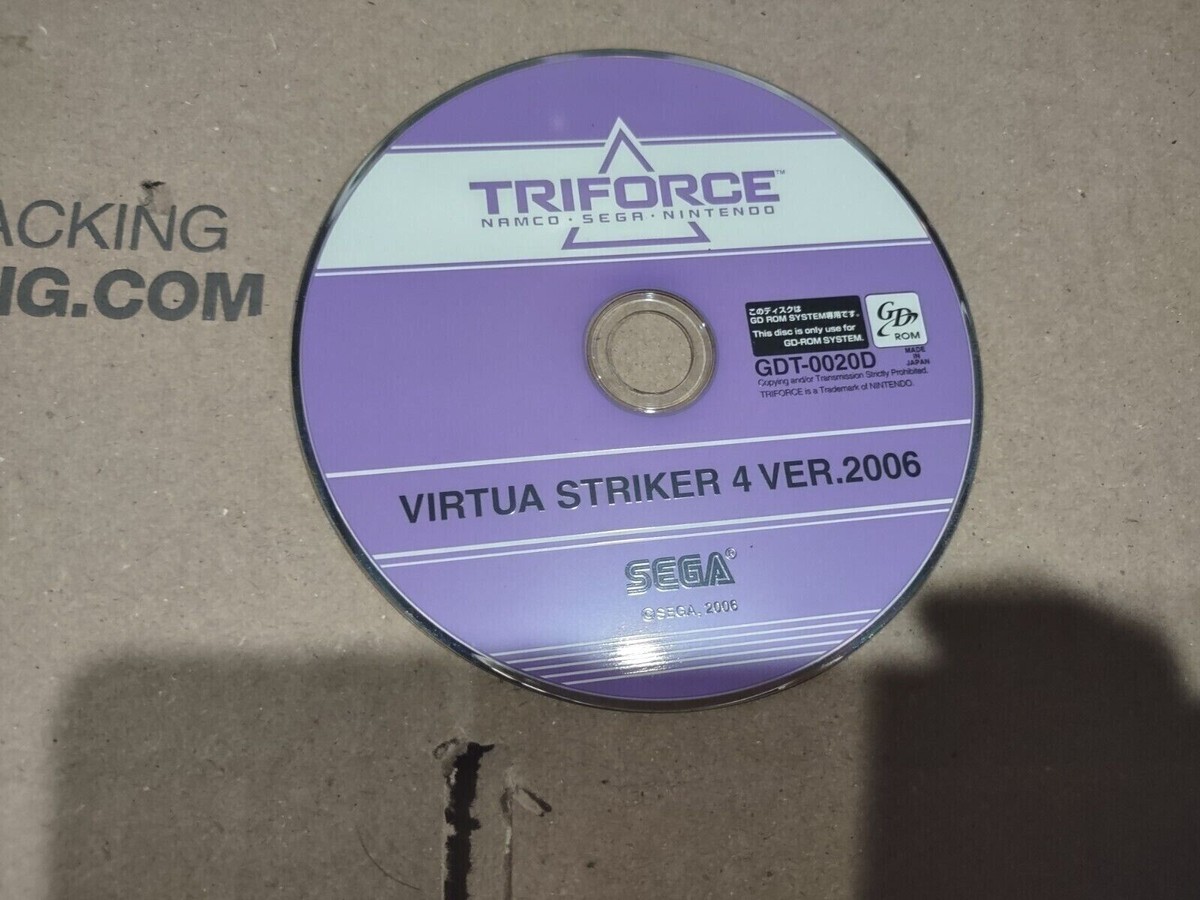 ACKING
IG.COM
TRIFORCE™
NAMCO · SEGA · NINTENDO
このディスクは
GD ROM SYSTEM専用です。
This disc is only use for
GD-ROM SYSTEM.
GD
ROM
GDT-0020D
MADE
IN
JAPAN
Copying and/or Transmission Strictly Prohibited.
TRIFORCE is a Trademark of NINTENDO.
VIRTUA STRIKER 4 VER.2006
SEGA®
©SEGA, 2006